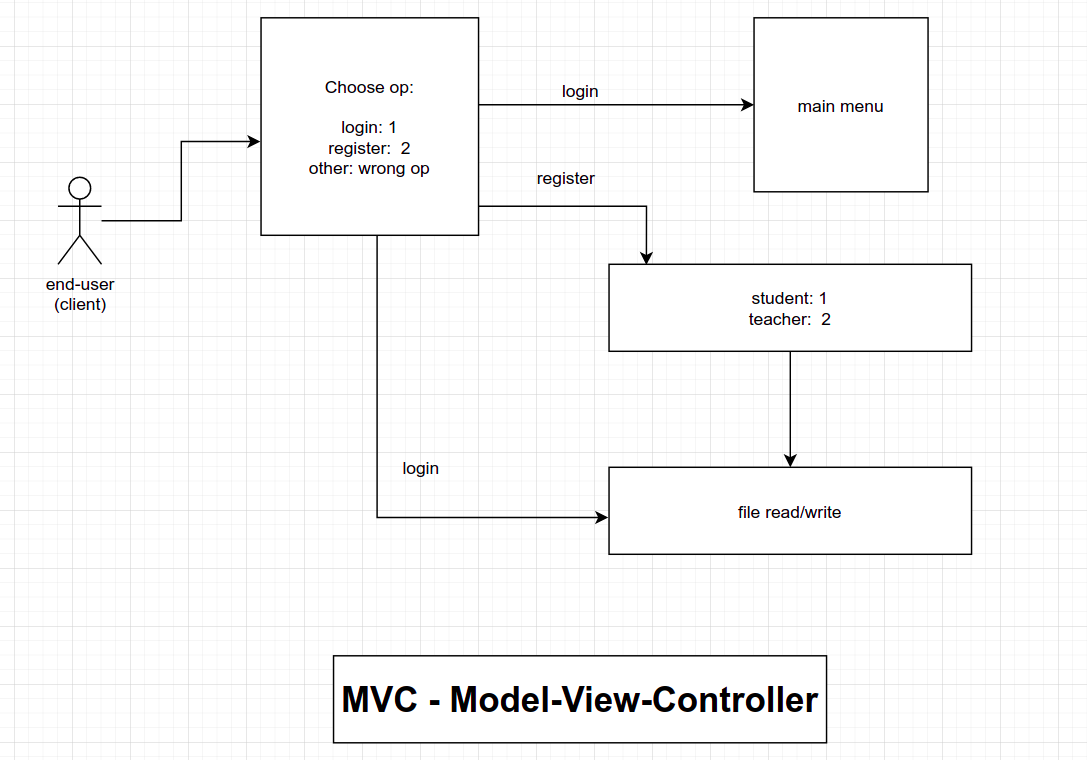 Choose op:
login: 1
register:  2
other: wrong op
login
main menu
register
end-user
(client)
student: 1
teacher:  2
login
file read/write
MVC - Model-View-Controller